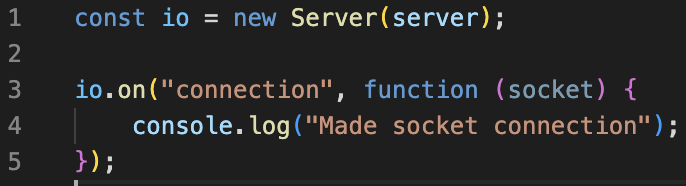 1 const io = new Server(server);
2
3 io.on("connection", function (socket) {
4     console.log("Made socket connection");
5 });